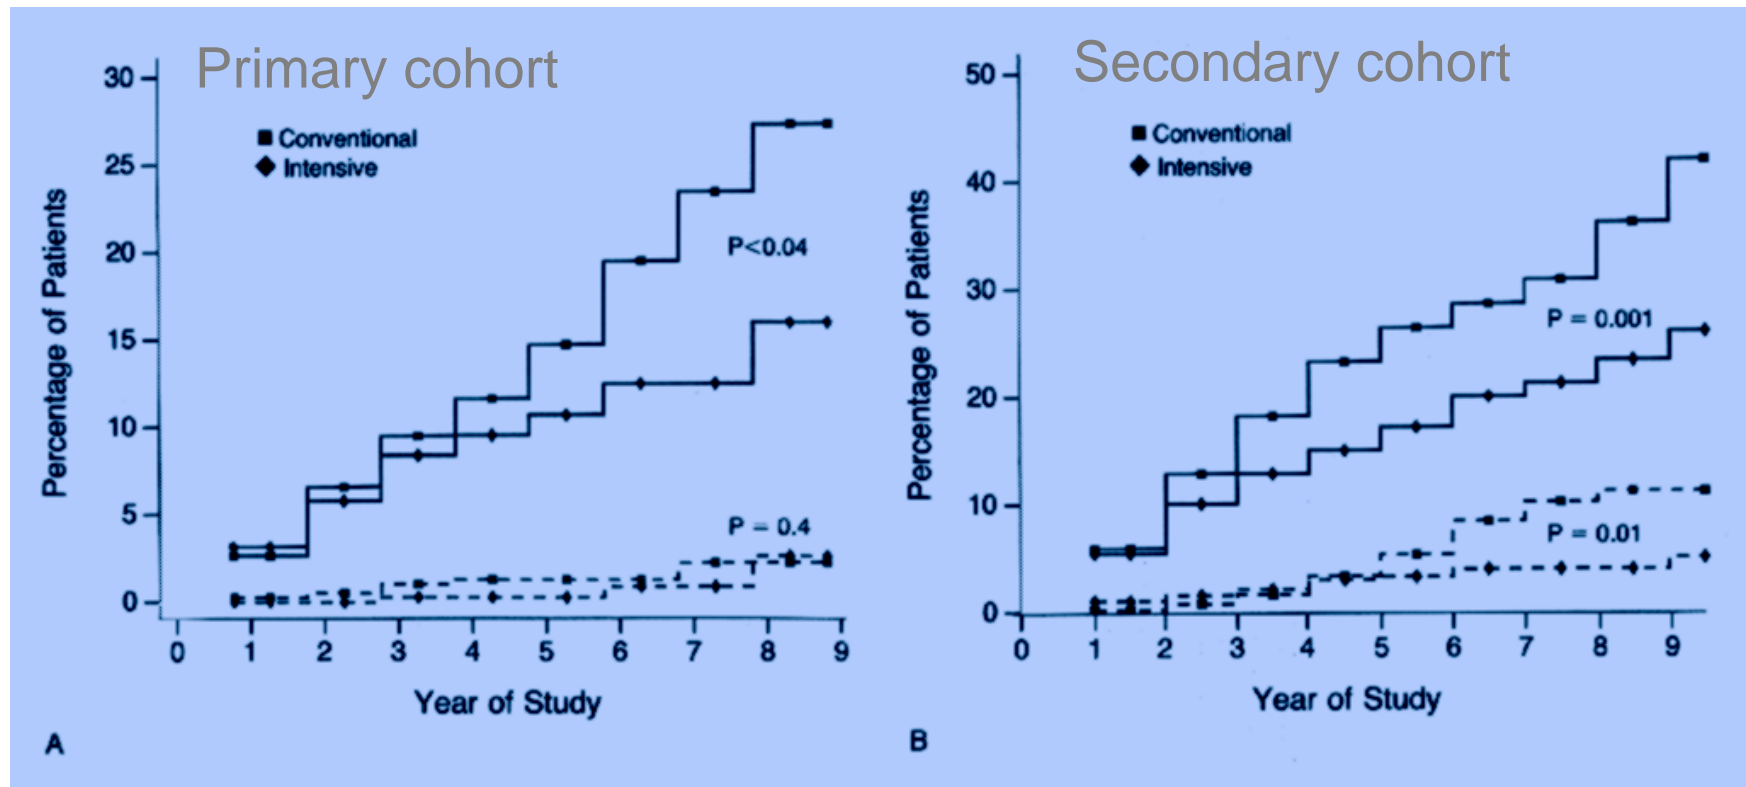 Primary cohort
30
25
20
15
10
5
0
Percentage of Patients
Conventional
Intensive
P<0.04
P = 0.4
0 1 2 3 4 5 6 7 8 9
Year of Study
A
Secondary cohort
50
40
30
20
10
0
Percentage of Patients
Conventional
Intensive
P = 0.001
P = 0.01
0 1 2 3 4 5 6 7 8 9
Year of Study
B